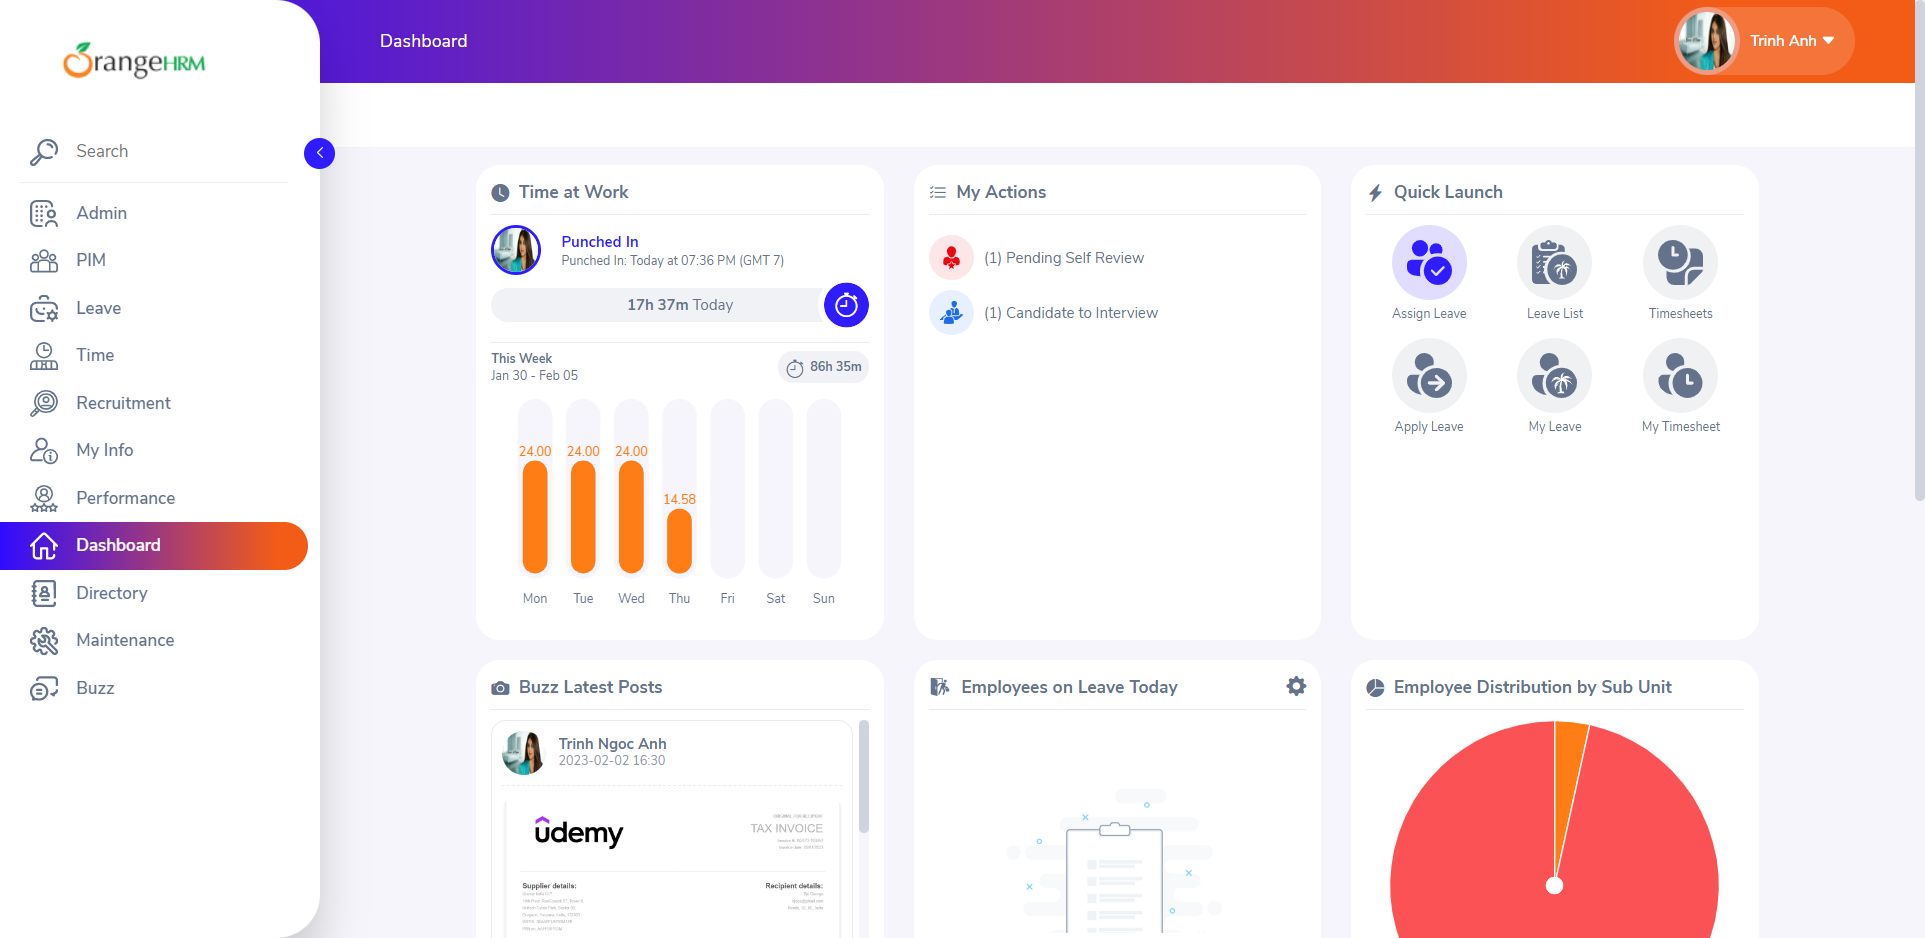 OrangeHRM
Search
Admin
PIM
Leave
Time
Recruitment
My Info
Performance
Dashboard
Directory
Maintenance
Buzz
Dashboard
Trinh Anh
Time at Work
Punched In
Punched In: Today at 07:36 PM (GMT 7)
17h 37m Today
This Week
Jan 30 - Feb 05
86h 35m
24.00 24.00 24.00 14.58
Mon Tue Wed Thu Fri Sat Sun
My Actions
(1) Pending Self Review
(1) Candidate to Interview
Quick Launch
Assign Leave Leave List Timesheets
Apply Leave My Leave My Timesheet
Buzz Latest Posts
Trinh Ngoc Anh
2023-02-02 16:30
udemy
TAX INVOICE
Supplier details:
Recipient details:
Employees on Leave Today
Employee Distribution by Sub Unit